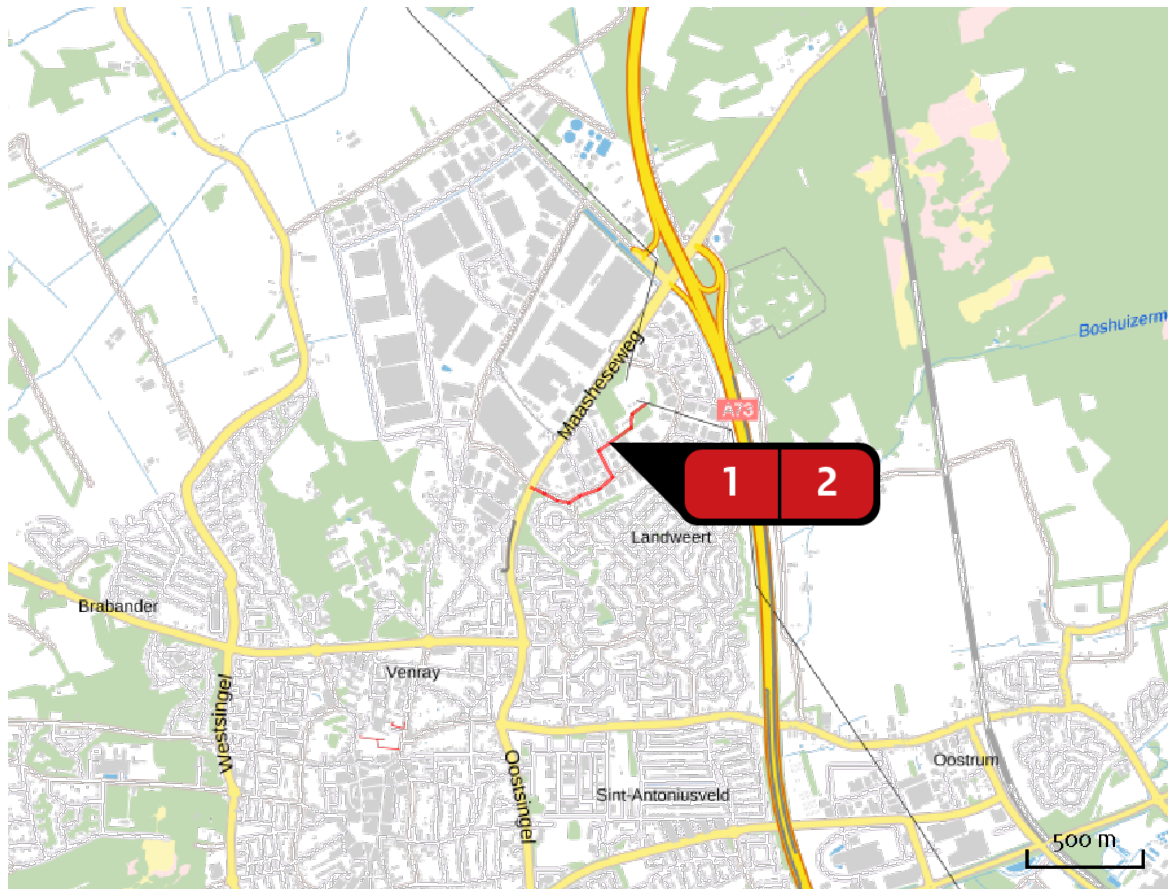 Boshuizerm
Maasheseweg
A73
1
2
Landweert
Brabander
Venray
Westsingel
Oostsingel
Oostrum
Sint-Antoniusveld
500 m